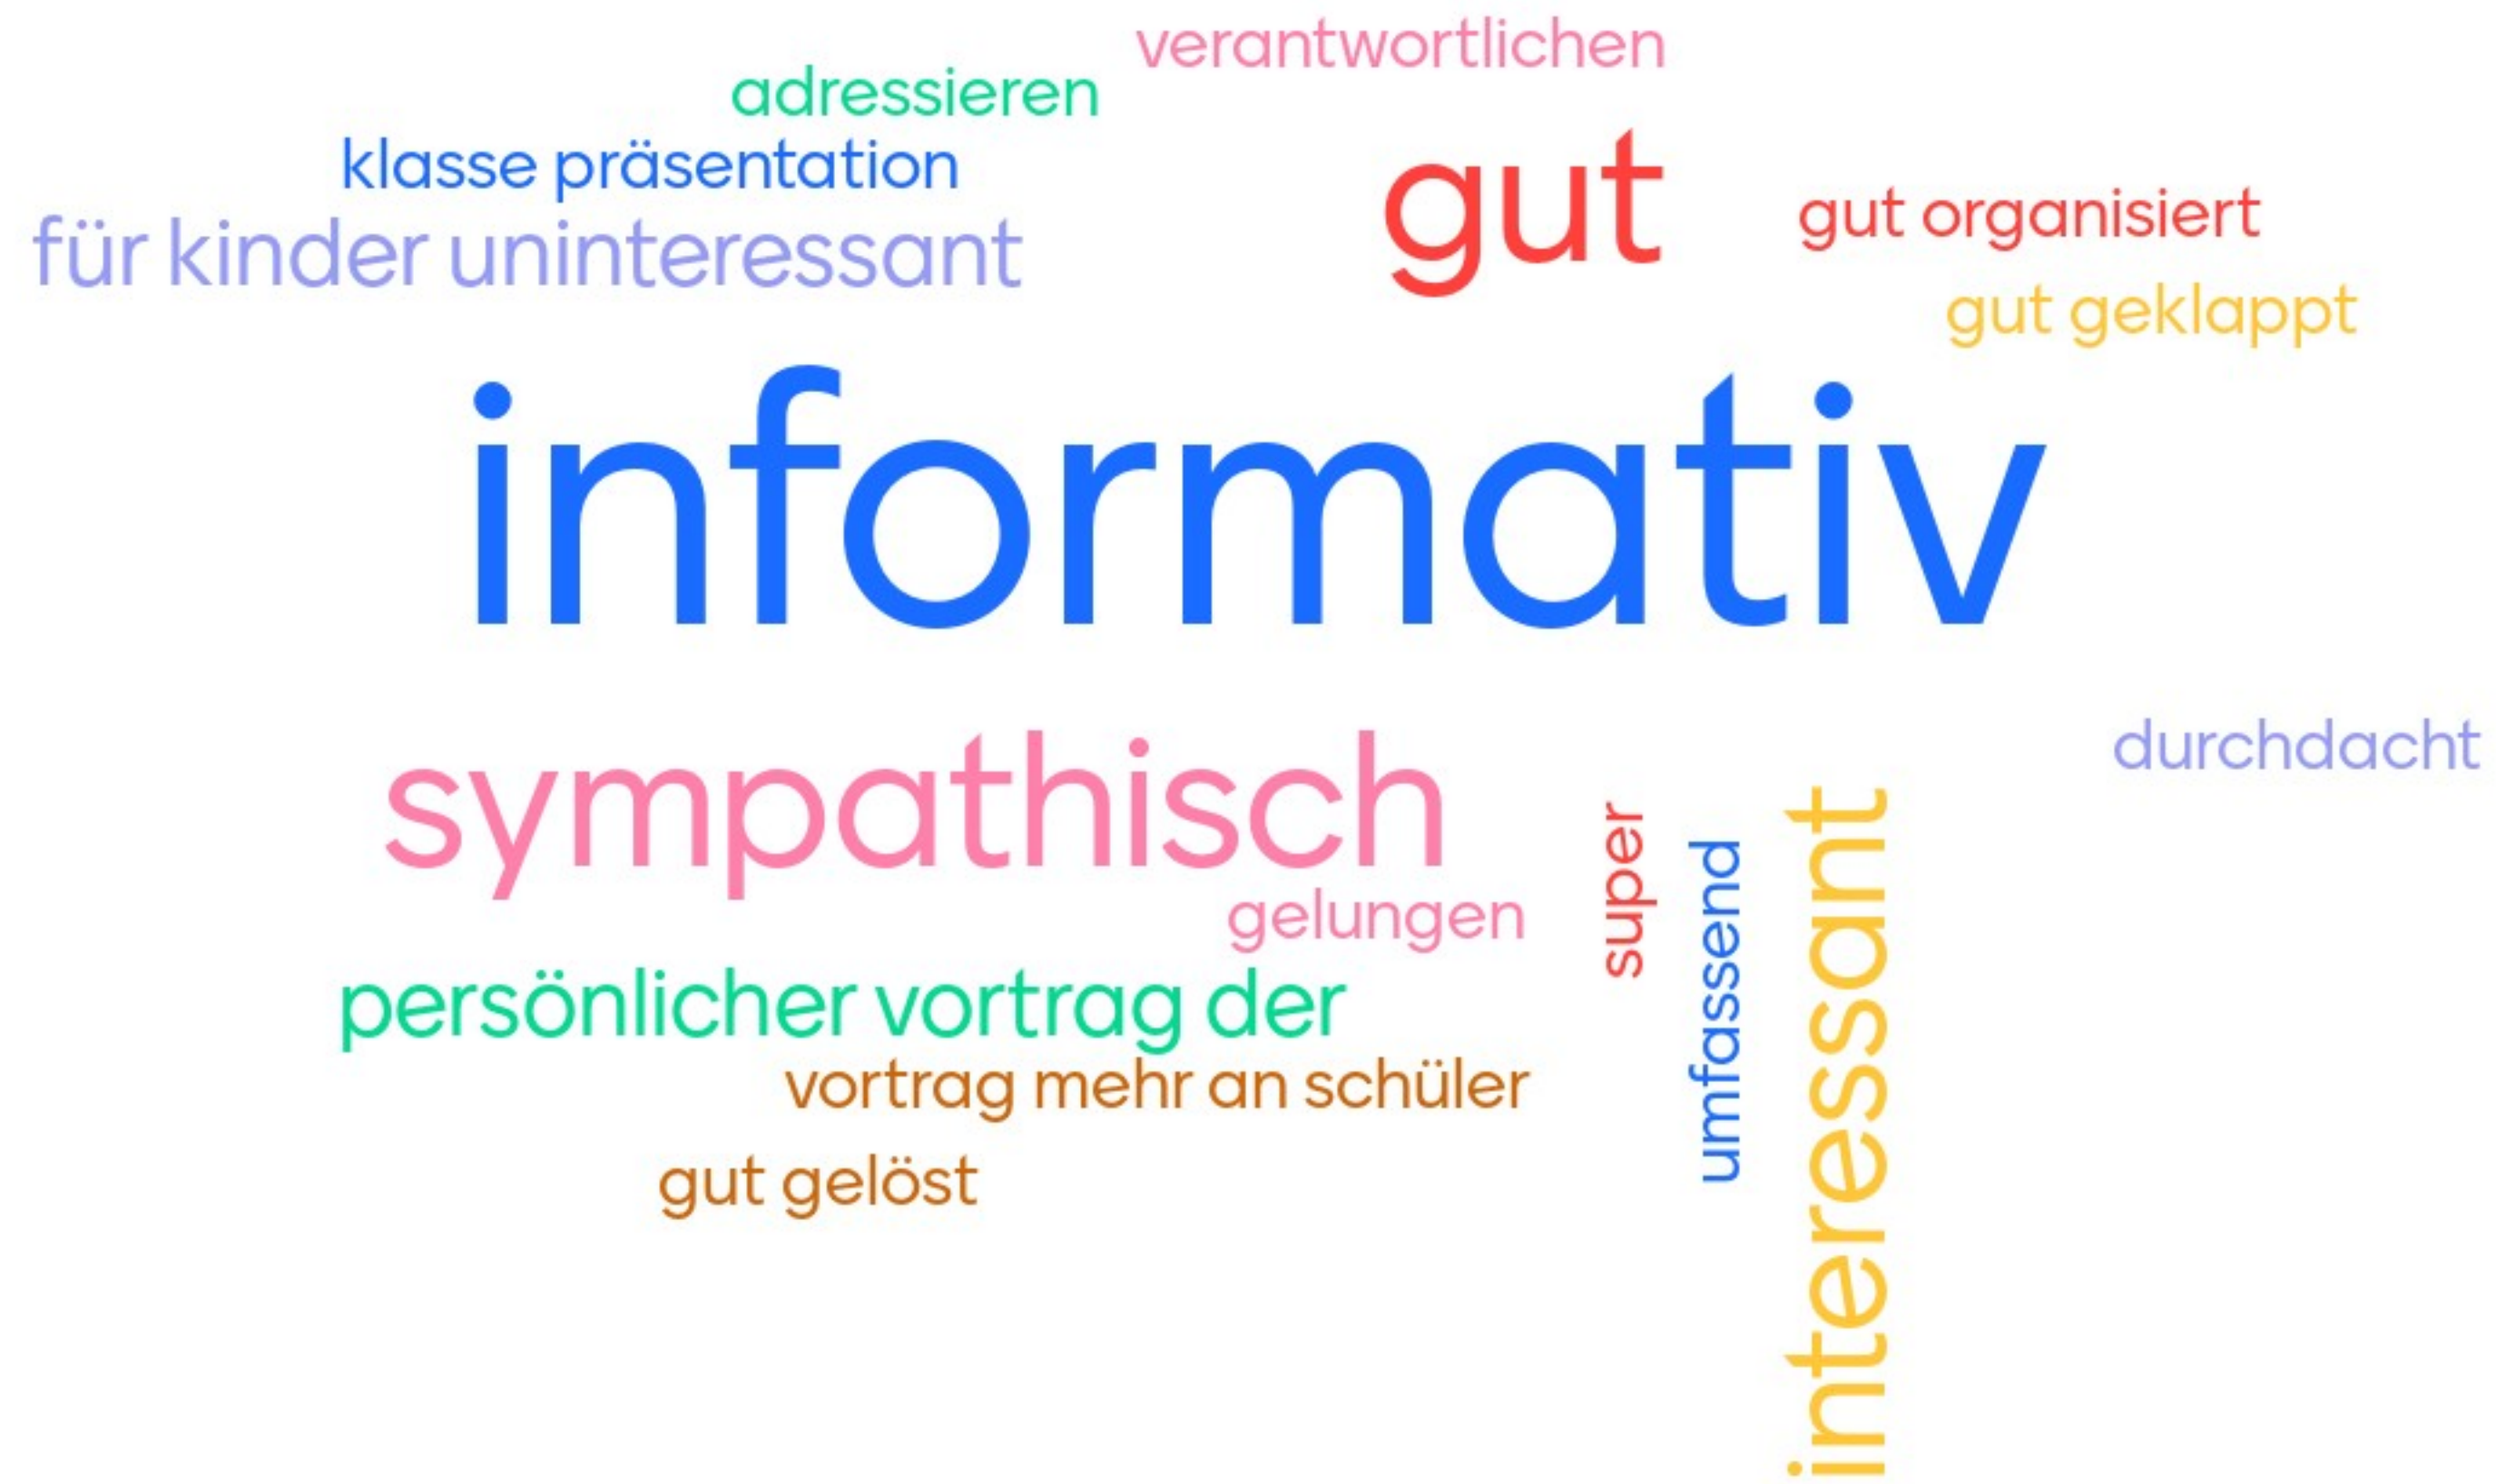 verantwortlichen
adressieren
klasse präsentation
gut
gut organisiert
für kinder uninteressant
gut geklappt
informativ
sympathisch
durchdacht
super
umfassend
interessant
gelungen
persönlicher vortrag der
vortrag mehr an schüler
gut gelöst